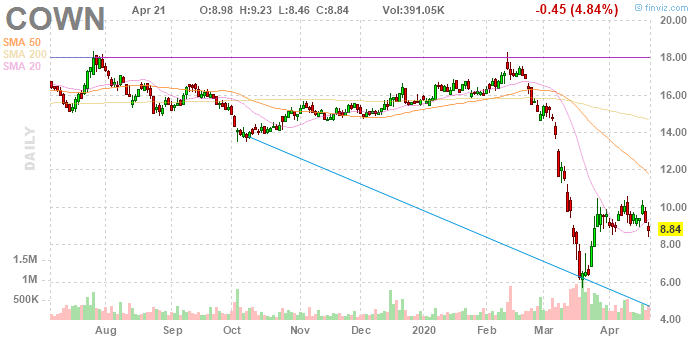 COWN Apr 21 O:8.98 H:9.23 L:8.46 C:8.84 Vol:391.05K -0.45 (4.84%) © finviz.com
SMA 50
SMA 200
SMA 20
DAILY
20.00
18.00
16.00
14.00
12.00
10.00
8.84
8.00
6.00
4.00
1.5M
1M
500K
Aug Sep Oct Nov Dec 2020 Feb Mar Apr